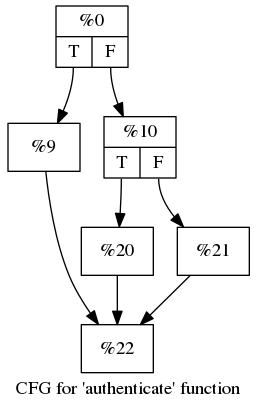 %0
T F
%9
%10
T F
%20
%21
%22
CFG for 'authenticate' function